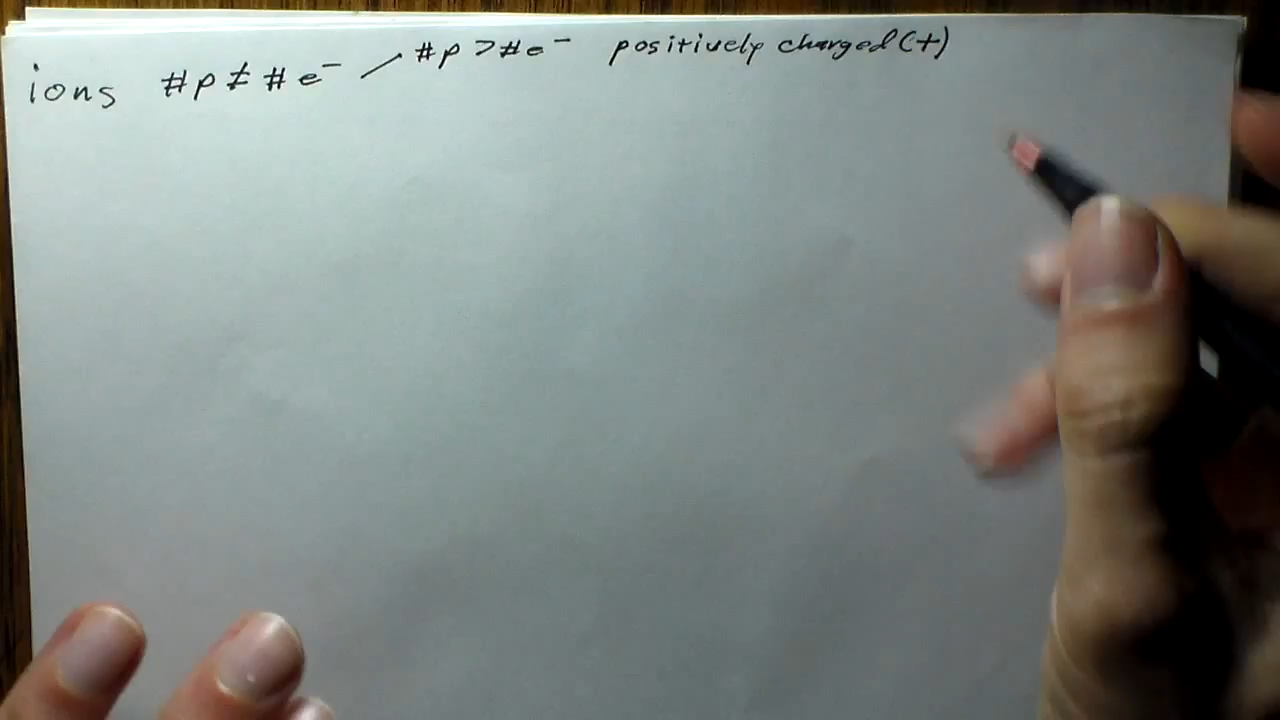 ions #p ≠ #e⁻ ⟋ #p > #e⁻ positively charged (+)